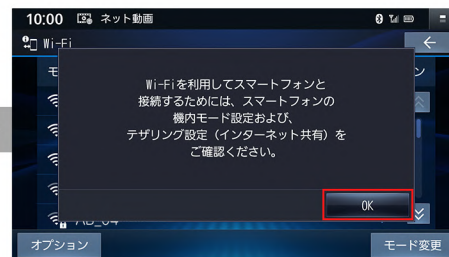 10:00 ネット動画
Wi-Fi
Wi-Fiを利用してスマートフォンと
接続するためには、スマートフォンの
機内モード設定および、
テザリング設定（インターネット共有）を
ご確認ください。
OK
オプション
モード変更